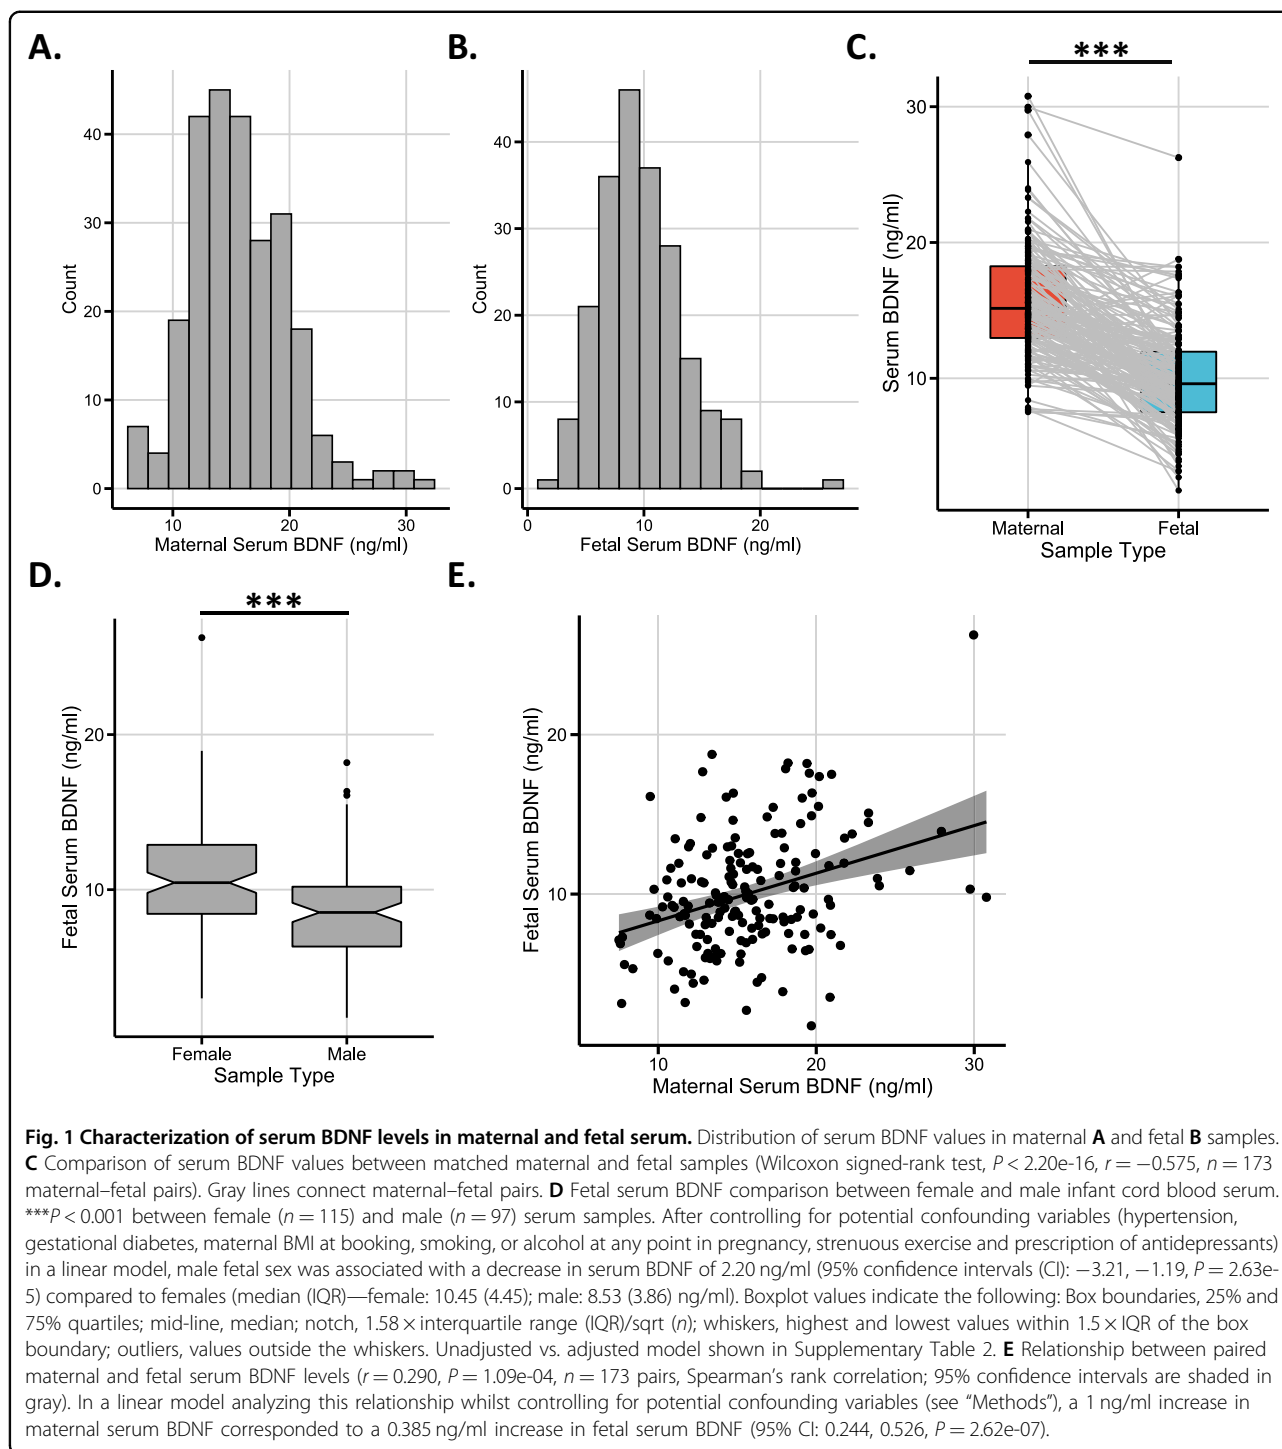 A.
B.
C.
***
40
30
20
10
0
Count
10
20
30
Maternal Serum BDNF (ng/ml)
40
30
20
10
0
Count
0
10
20
Fetal Serum BDNF (ng/ml)
30
20
10
Serum BDNF (ng/ml)
Maternal
Fetal
Sample Type
D.
E.
***
20
10
Fetal Serum BDNF (ng/ml)
Female
Male
Sample Type
20
10
Fetal Serum BDNF (ng/ml)
10
20
30
Maternal Serum BDNF (ng/ml)
Fig. 1 Characterization of serum BDNF levels in maternal and fetal serum. Distribution of serum BDNF values in maternal A and fetal B samples.
C Comparison of serum BDNF values between matched maternal and fetal samples (Wilcoxon signed-rank test, P < 2.20e-16, r = −0.575, n = 173
maternal–fetal pairs). Gray lines connect maternal–fetal pairs. D Fetal serum BDNF comparison between female and male infant cord blood serum.
***P < 0.001 between female (n = 115) and male (n = 97) serum samples. After controlling for potential confounding variables (hypertension,
gestational diabetes, maternal BMI at booking, smoking, or alcohol at any point in pregnancy, strenuous exercise and prescription of antidepressants)
in a linear model, male fetal sex was associated with a decrease in serum BDNF of 2.20 ng/ml (95% confidence intervals (CI): −3.21, −1.19, P = 2.63e-
5) compared to females (median (IQR)—female: 10.45 (4.45); male: 8.53 (3.86) ng/ml). Boxplot values indicate the following: Box boundaries, 25% and
75% quartiles; mid-line, median; notch, 1.58 × interquartile range (IQR)/sqrt (n); whiskers, highest and lowest values within 1.5 × IQR of the box
boundary; outliers, values outside the whiskers. Unadjusted vs. adjusted model shown in Supplementary Table 2. E Relationship between paired
maternal and fetal serum BDNF levels (r = 0.290, P = 1.09e-04, n = 173 pairs, Spearman's rank correlation; 95% confidence intervals are shaded in
gray). In a linear model analyzing this relationship whilst controlling for potential confounding variables (see “Methods”), a 1 ng/ml increase in
maternal serum BDNF corresponded to a 0.385 ng/ml increase in fetal serum BDNF (95% CI: 0.244, 0.526, P = 2.62e-07).